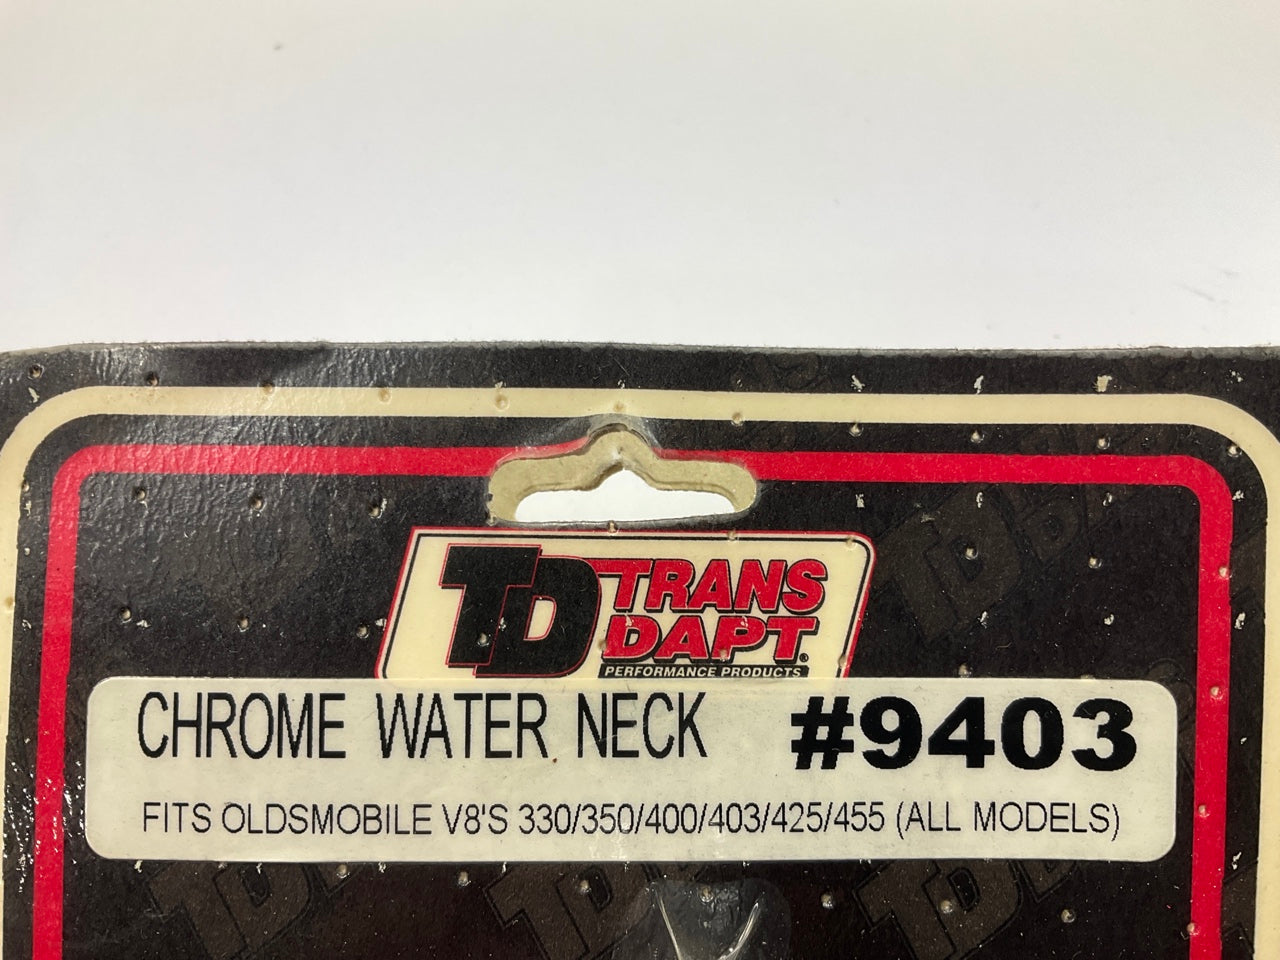 TD TRANS
DAPT®
PERFORMANCE PRODUCTS
CHROME WATER NECK #9403
FITS OLDSMOBILE V8'S 330/350/400/403/425/455 (ALL MODELS)